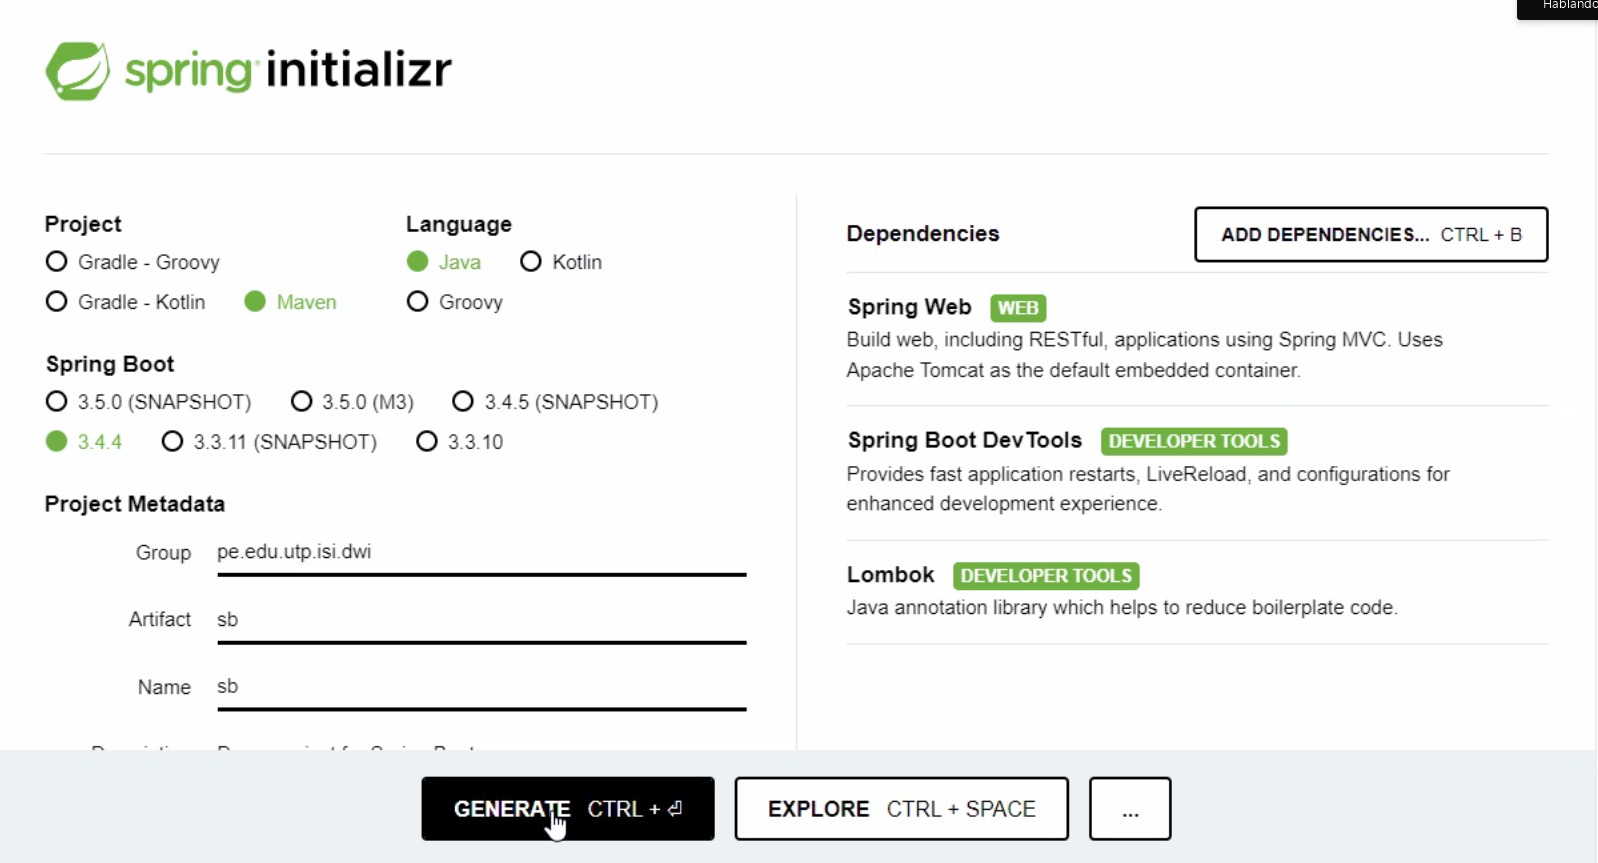 Hablando
spring initializr
Project
Gradle - Groovy
Gradle - Kotlin Maven
Language
Java Kotlin
Groovy
Spring Boot
3.5.0 (SNAPSHOT) 3.5.0 (M3) 3.4.5 (SNAPSHOT)
3.4.4 3.3.11 (SNAPSHOT) 3.3.10
Project Metadata
Group pe.edu.utp.isi.dwi
Artifact sb
Name sb
Dependencies ADD DEPENDENCIES... CTRL + B
Spring Web WEB
Build web, including RESTful, applications using Spring MVC. Uses
Apache Tomcat as the default embedded container.
Spring Boot DevTools DEVELOPER TOOLS
Provides fast application restarts, LiveReload, and configurations for
enhanced development experience.
Lombok DEVELOPER TOOLS
Java annotation library which helps to reduce boilerplate code.
GENERATE CTRL + ⏎ EXPLORE CTRL + SPACE ...